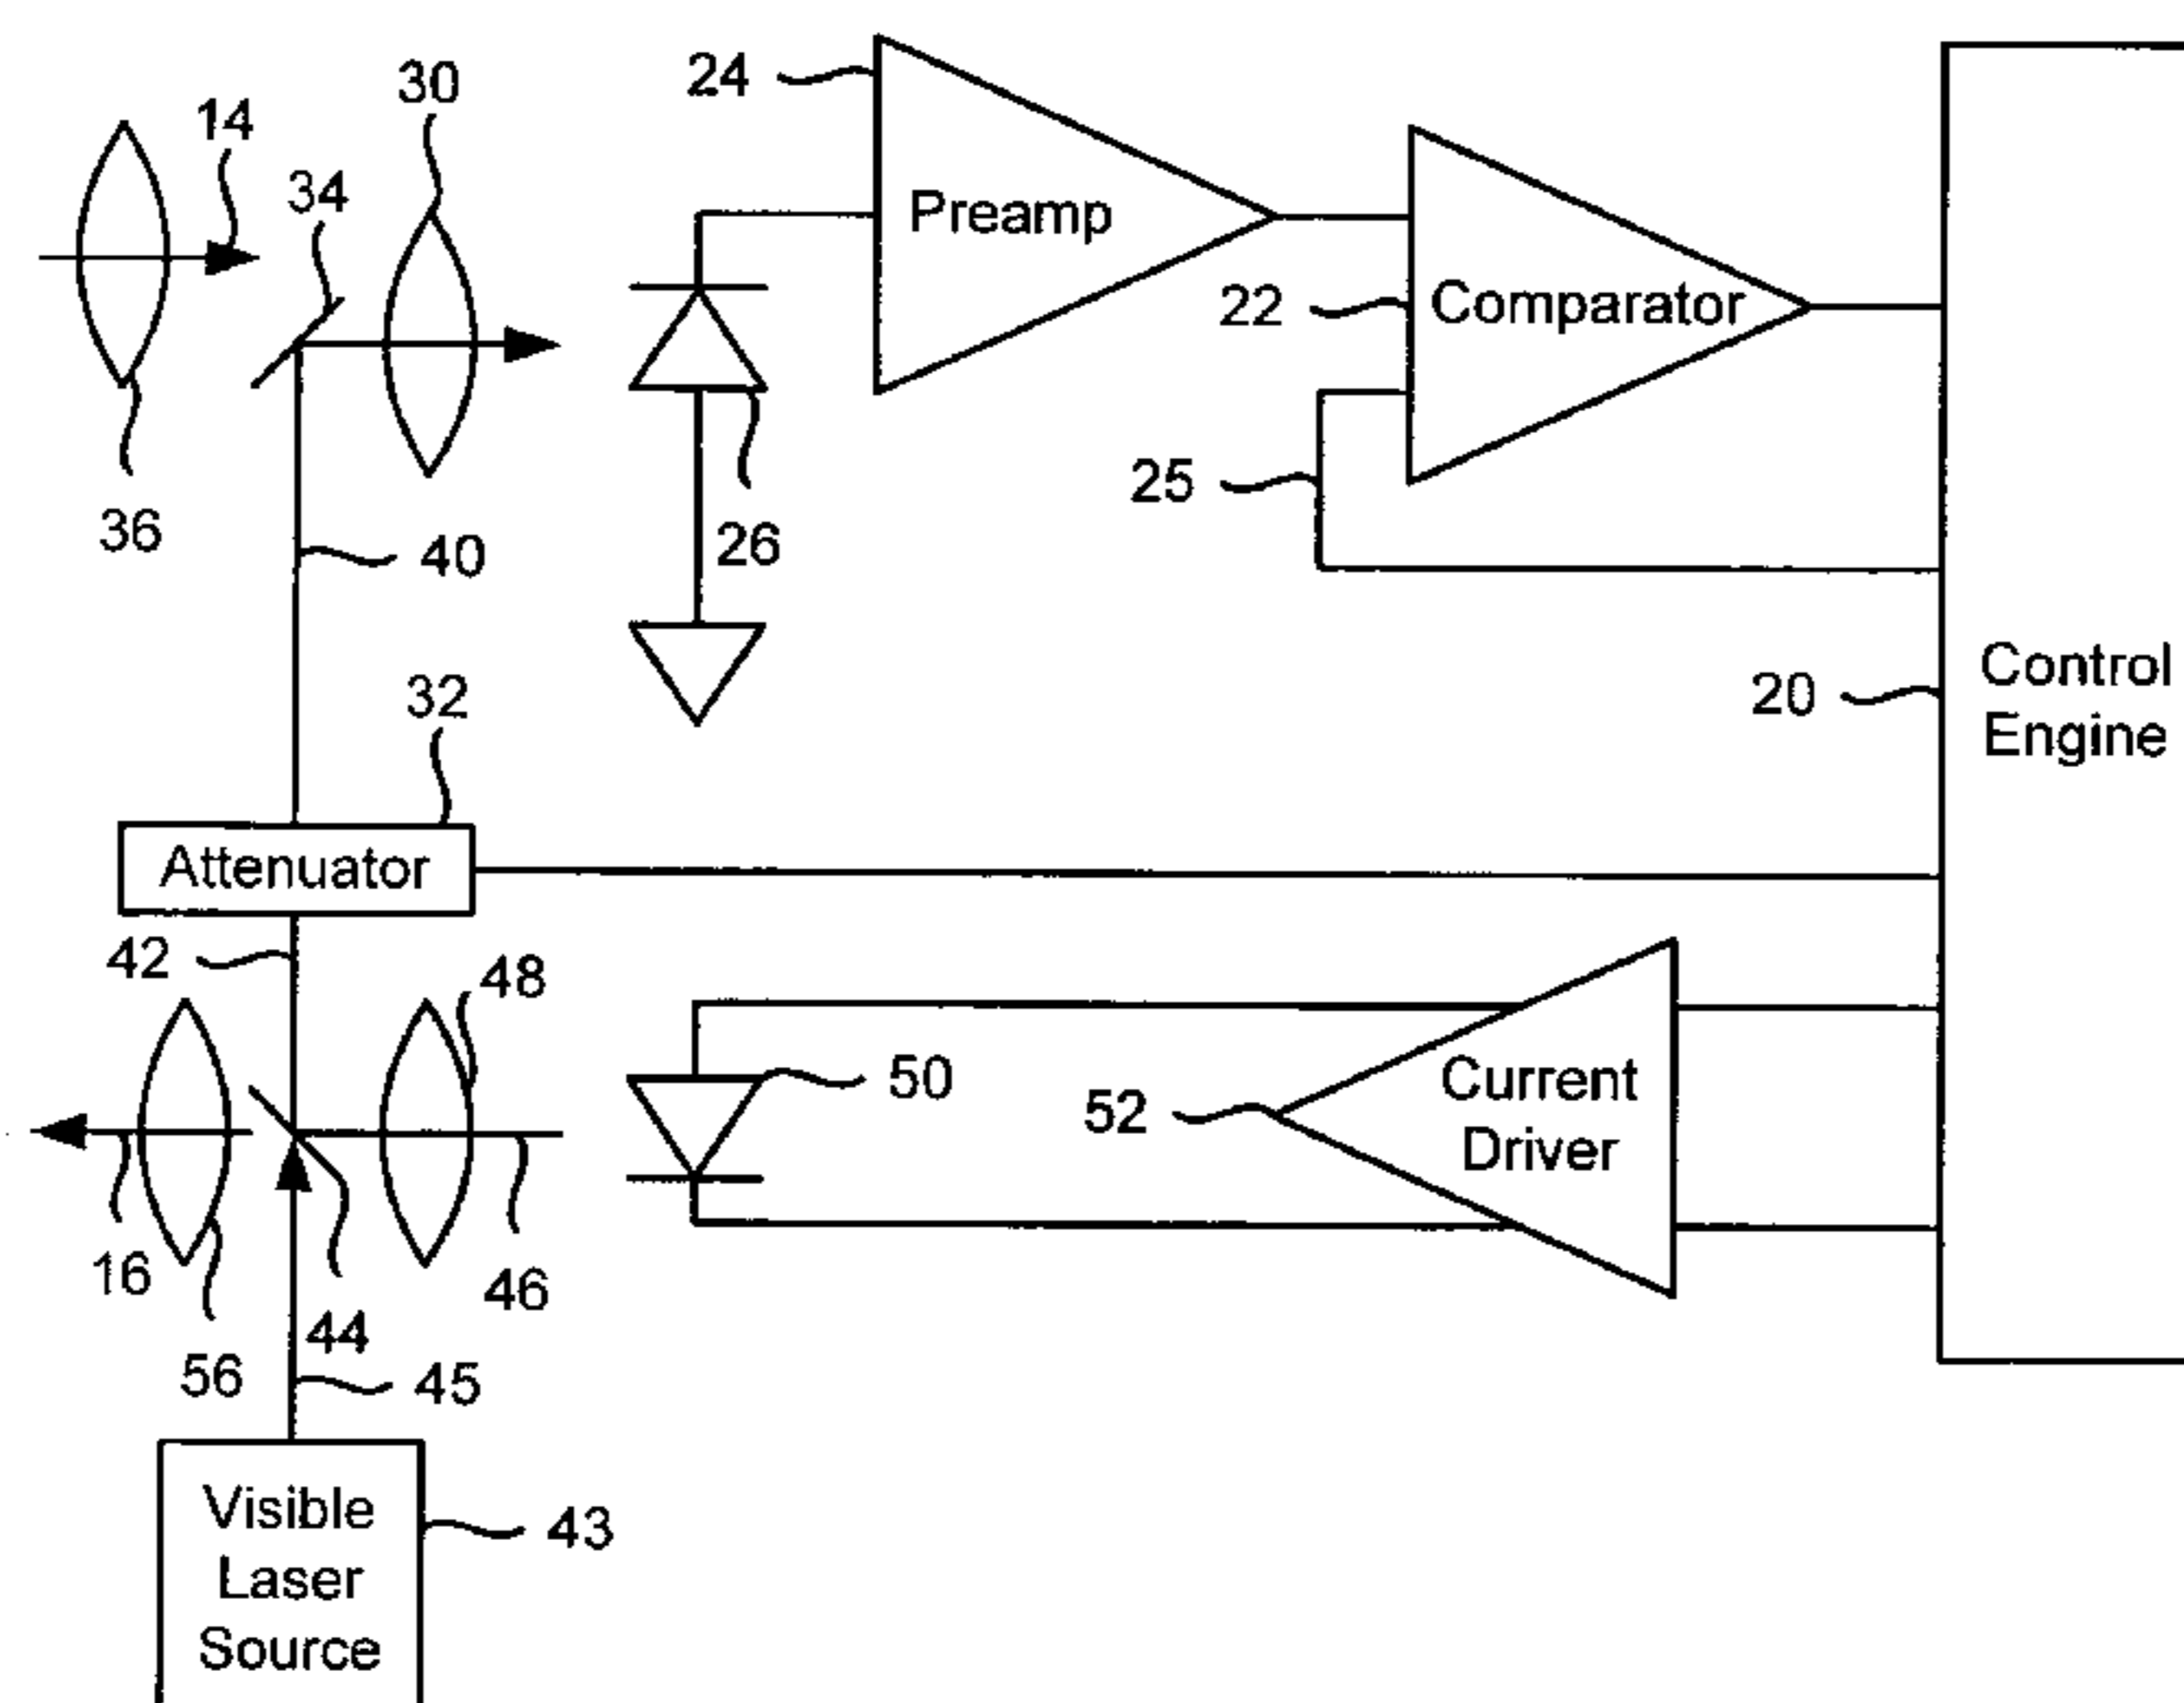 24
30
14
34
Preamp
22
Comparator
25
36
40
26
32
20
Control
Engine
Attenuator
42
48
50
52
Current
Driver
16
46
44
56
45
Visible
Laser
Source
43